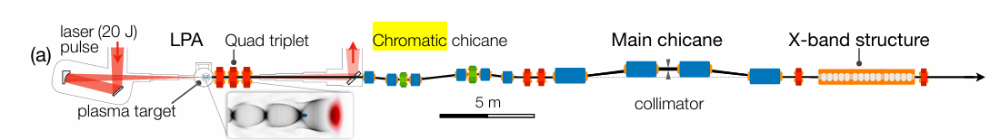 (a)
laser (20 J)
pulse
LPA
Quad triplet
Chromatic chicane
Main chicane
X-band structure
plasma target
5 m
collimator